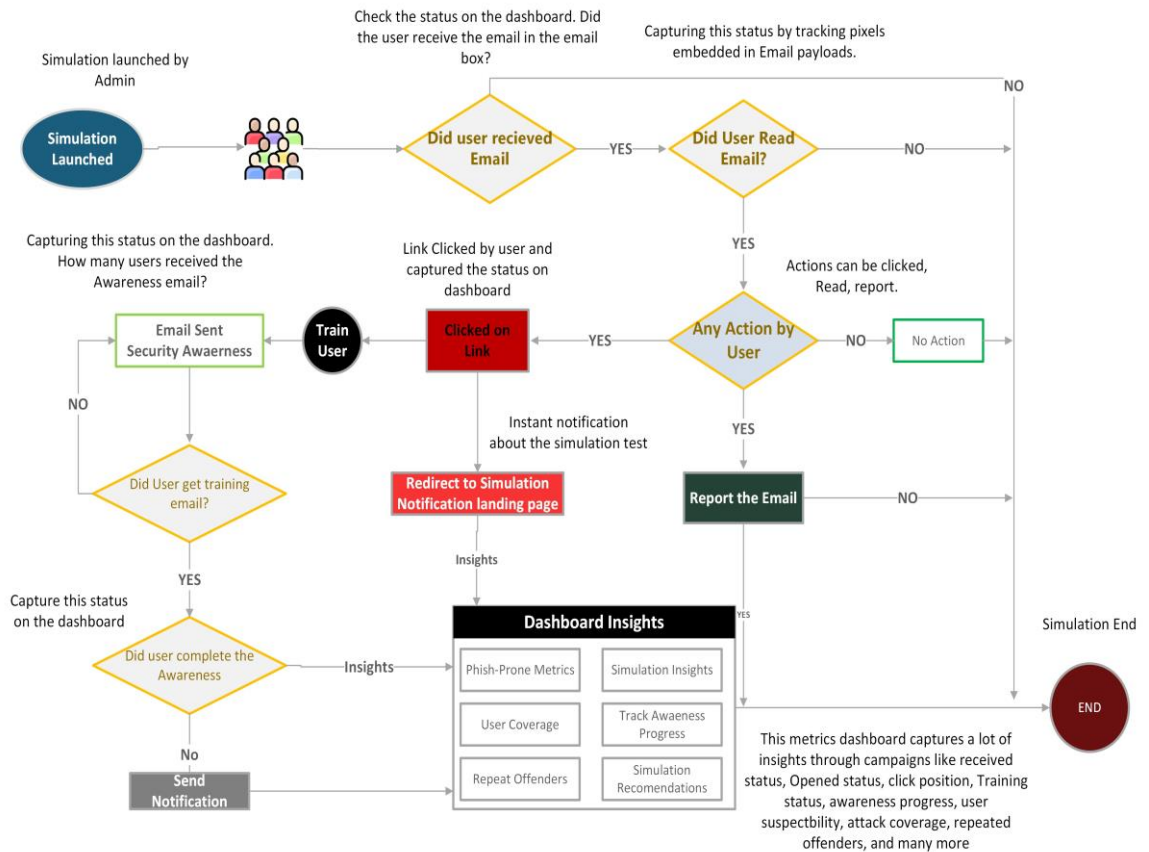 Check the status on the dashboard. Did
the user receive the email in the email
box?
Capturing this status by tracking pixels
embedded in Email payloads.
Simulation launched by
Admin
NO
Simulation
Launched
Did user recieved
Email
YES
Did User Read
Email?
NO
YES
Capturing this status on the dashboard.
How many users received the
Awareness email?
Link Clicked by user and
captured the status on
dashboard
Actions can be clicked,
Read, report.
Email Sent
Security Awaerness
Train
User
Clicked on
Link
YES
Any Action by
User
NO
No Action
NO
YES
Instant notification
about the simulation test
Did User get training
email?
Redirect to Simulation
Notification landing page
Report the Email
NO
Insights
YES
YES
Capture this status
on the dashboard
Did user complete the
Awareness
Insights
Dashboard Insights
Phish-Prone Metrics
Simulation Insights
User Coverage
Track Awaeness
Progress
Repeat Offenders
Simulation
Recomendations
Simulation End
END
No
Send
Notification
This metrics dashboard captures a lot of
insights through campaigns like received
status, Opened status, click position, Training
status, awareness progress, user
suspectbility, attack coverage, repeated
offenders, and many more